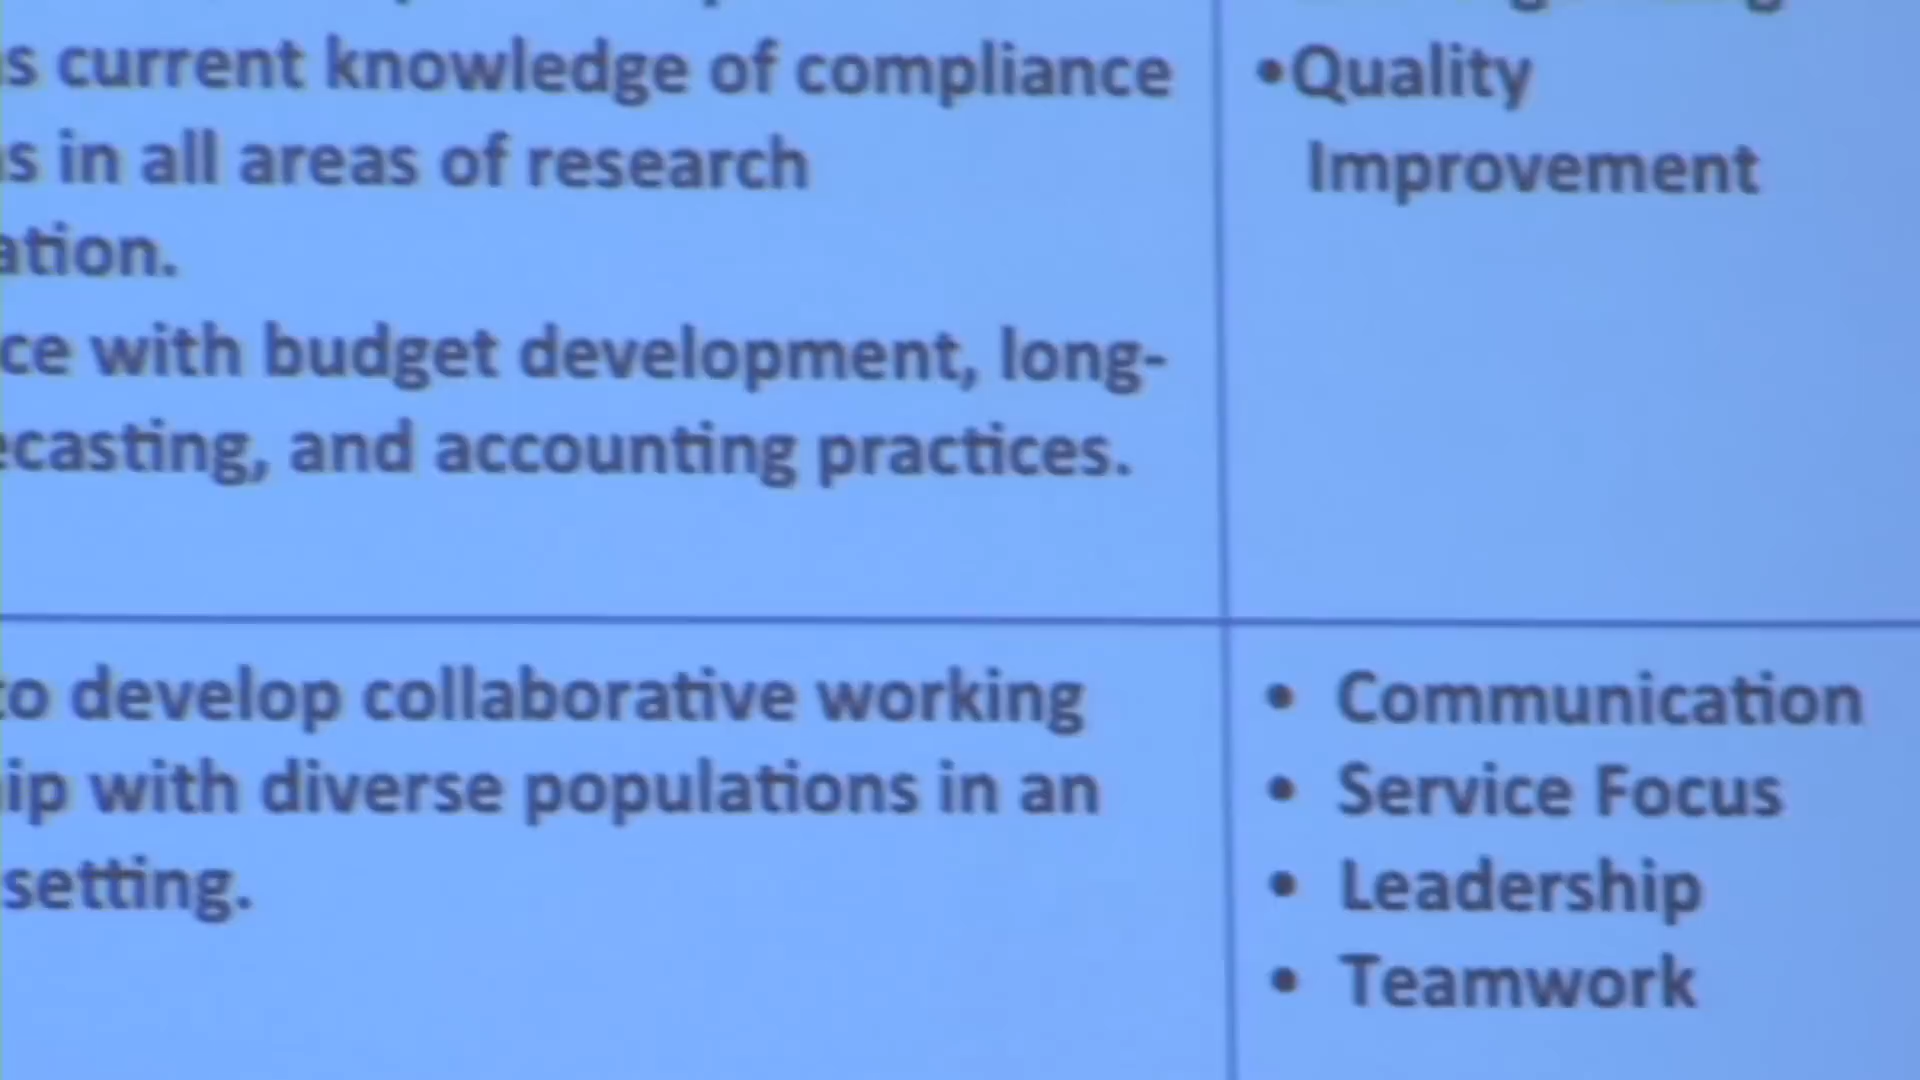 s current knowledge of compliance
s in all areas of research
ation.
ce with budget development, long-
ecasting, and accounting practices.
•Quality
Improvement
to develop collaborative working
ip with diverse populations in an
setting.
• Communication
• Service Focus
• Leadership
• Teamwork